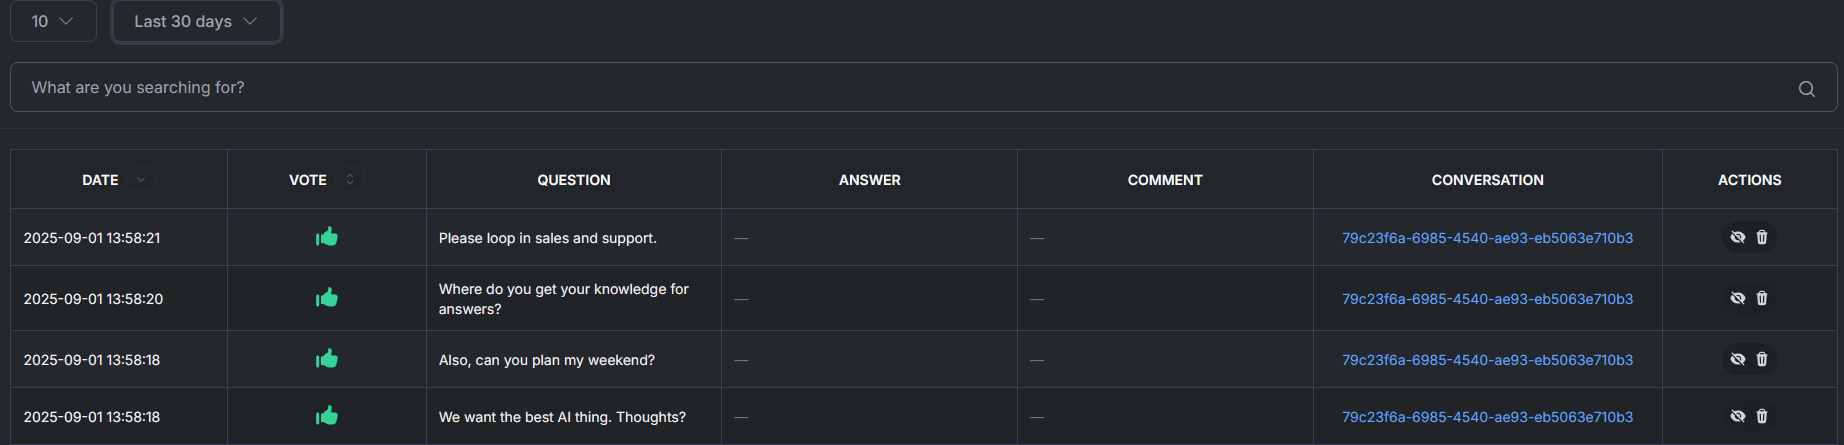 10
Last 30 days
What are you searching for?
DATE VOTE QUESTION ANSWER COMMENT CONVERSATION ACTIONS
2025-09-01 13:58:21 Please loop in sales and support. — — 79c23f6a-6985-4540-ae93-eb5063e710b3
2025-09-01 13:58:20 Where do you get your knowledge for
answers? — — 79c23f6a-6985-4540-ae93-eb5063e710b3
2025-09-01 13:58:18 Also, can you plan my weekend? — — 79c23f6a-6985-4540-ae93-eb5063e710b3
2025-09-01 13:58:18 We want the best AI thing. Thoughts? — — 79c23f6a-6985-4540-ae93-eb5063e710b3